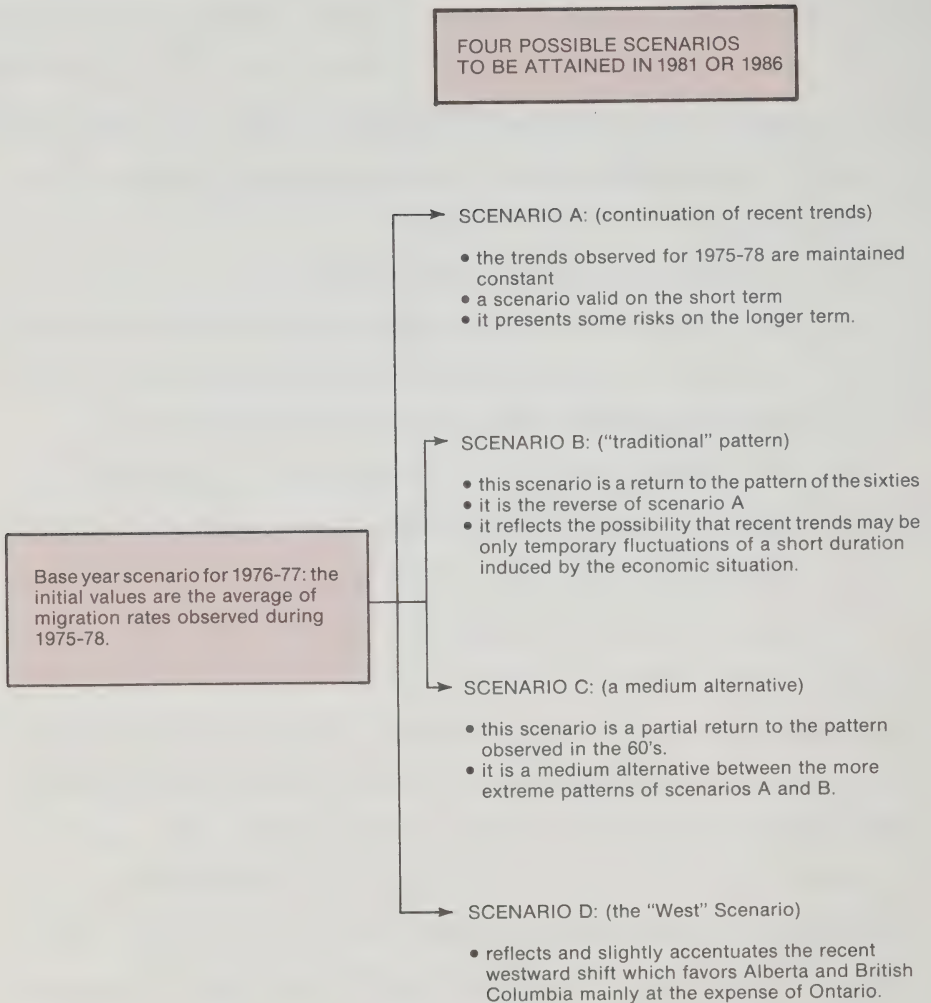 FOUR POSSIBLE SCENARIOS
TO BE ATTAINED IN 1981 OR 1986
SCENARIO A: (continuation of recent trends)
• the trends observed for 1975-78 are maintained
constant
• a scenario valid on the short term
• it presents some risks on the longer term.
SCENARIO B: ("traditional" pattern)
• this scenario is a return to the pattern of the sixties
• it is the reverse of scenario A
• it reflects the possibility that recent trends may be
only temporary fluctuations of a short duration
induced by the economic situation.
Base year scenario for 1976-77: the
initial values are the average of
migration rates observed during
1975-78.
SCENARIO C: (a medium alternative)
• this scenario is a partial return to the pattern
observed in the 60's.
• it is a medium alternative between the more
extreme patterns of scenarios A and B.
SCENARIO D: (the "West" Scenario)
• reflects and slightly accentuates the recent
westward shift which favors Alberta and British
Columbia mainly at the expense of Ontario.